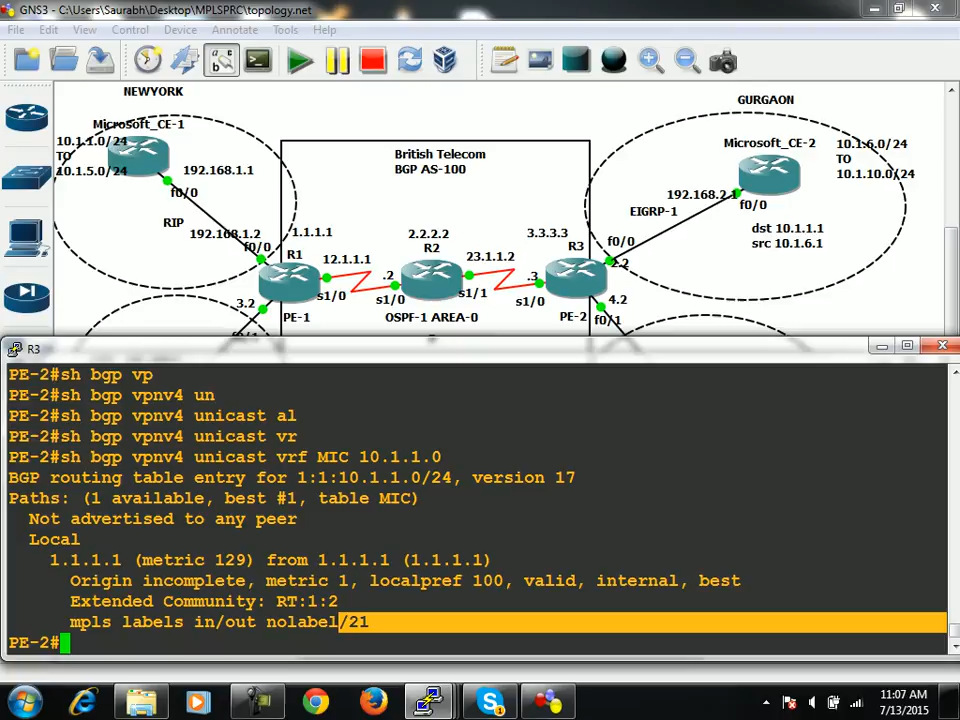 GNS3 - C:\Users\Saurabh\Desktop\MPLSPRC\topology.net
File Edit View Control Device Annotate Tools Help
NEWYORK
Microsoft_CE-1
10.1.1.0/24
TO
10.1.5.0/24
192.168.1.1
f0/0
RIP
192.168.1.2
f0/0
British Telecom
BGP AS-100
1.1.1.1
R1
12.1.1.1
s1/0
PE-1
3.2
f0/1
2.2.2.2
R2
.2
s1/0
s1/1
OSPF-1 AREA-0
23.1.1.2
3.3.3.3
R3
.3
s1/0
PE-2
f0/0
2.2
4.2
f0/1
GURGAON
Microsoft_CE-2
192.168.2.1
f0/0
EIGRP-1
10.1.6.0/24
TO
10.1.10.0/24
dst 10.1.1.1
src 10.1.6.1
R3
PE-2#sh bgp vp
PE-2#sh bgp vpnv4 un
PE-2#sh bgp vpnv4 unicast al
PE-2#sh bgp vpnv4 unicast vr
PE-2#sh bgp vpnv4 unicast vrf MIC 10.1.1.0
BGP routing table entry for 1:1:10.1.1.0/24, version 17
Paths: (1 available, best #1, table MIC)
Not advertised to any peer
Local
1.1.1.1 (metric 129) from 1.1.1.1 (1.1.1.1)
Origin incomplete, metric 1, localpref 100, valid, internal, best
Extended Community: RT:1:2
mpls labels in/out nolabel/21
PE-2#
11:07 AM
7/13/2015